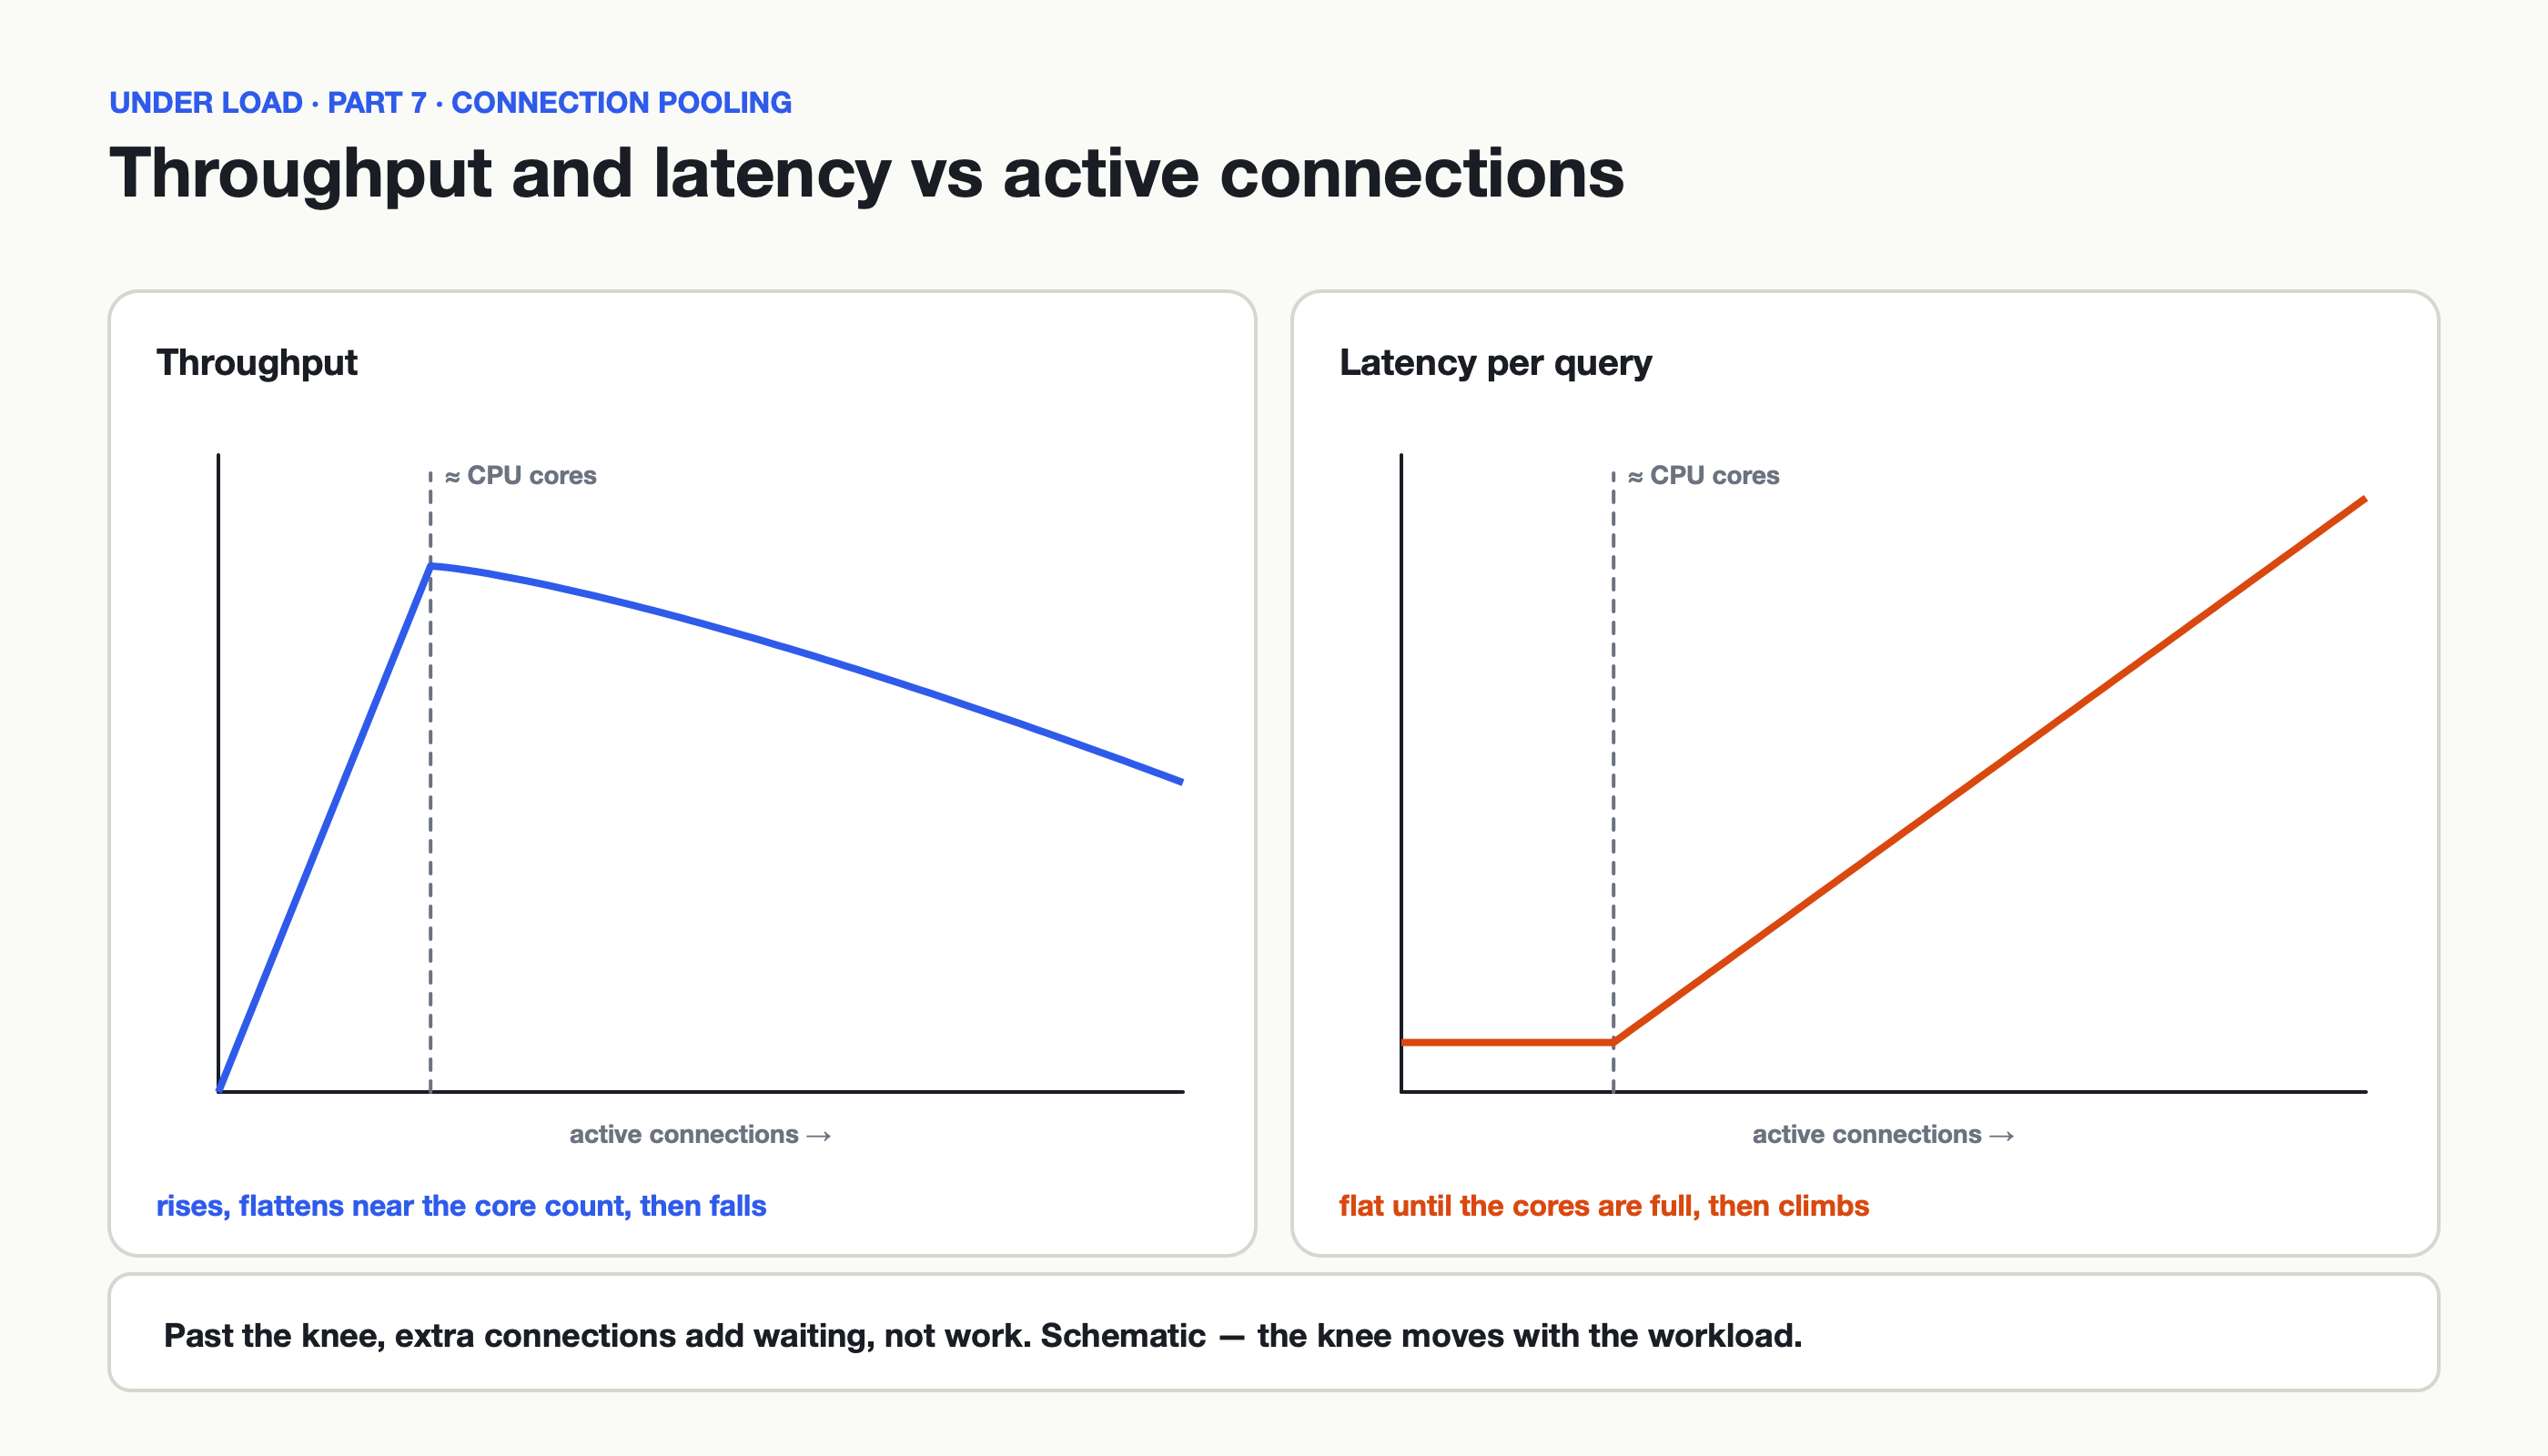 UNDER LOAD · PART 7 · CONNECTION POOLING
Throughput and latency vs active connections
Throughput
≈ CPU cores
active connections →
rises, flattens near the core count, then falls
Latency per query
≈ CPU cores
active connections →
flat until the cores are full, then climbs
Past the knee, extra connections add waiting, not work. Schematic — the knee moves with the workload.